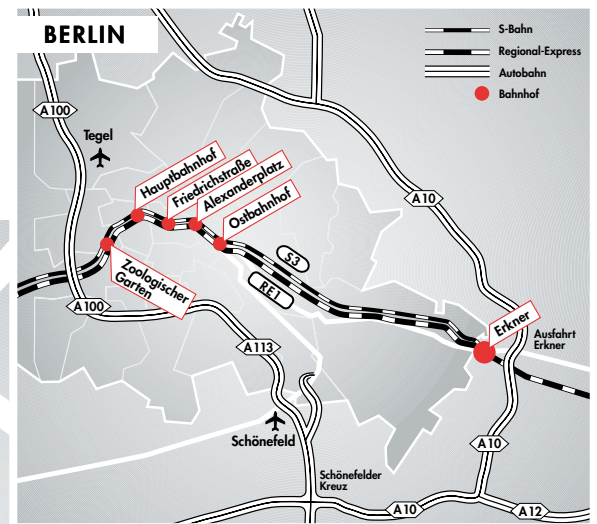 BERLIN
S-Bahn
Regional-Express
Autobahn
Bahnhof
A100
Tegel
Hauptbahnhof
Friedrichstraße
Alexanderplatz
Ostbahnhof
A10
Zoologischer
Garten
S3
RE1
A100
Erkner
Ausfahrt
Erkner
A113
Schönefeld
A10
Schönefelder
Kreuz
A10
A12